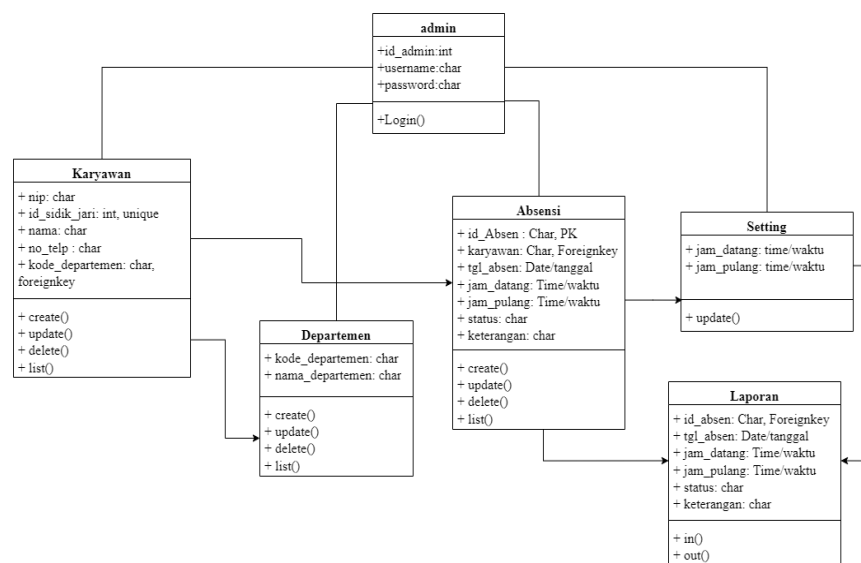 admin
+id_admin:int
+username:char
+password:char
+Login()
Karyawan
+ nip: char
+ id_sidik_jari: int, unique
+ nama: char
+ no_telp : char
+ kode_departemen: char,
foreignkey
+ create()
+ update()
+ delete()
+ list()
Departemen
+ kode_departemen: char
+ nama_departemen: char
+ create()
+ update()
+ delete()
+ list()
Absensi
+ id_Absen : Char, PK
+ karyawan: Char, Foreignkey
+ tgl_absen: Date/tanggal
+ jam_datang: Time/waktu
+ jam_pulang: Time/waktu
+ status: char
+ keterangan: char
+ create()
+ update()
+ delete()
+ list()
Setting
+ jam_datang: time/waktu
+ jam_pulang: time/waktu
+ update()
Laporan
+ id_absen: Char, Foreignkey
+ tgl_absen: Date/tanggal
+ jam_datang: Time/waktu
+ jam_pulang: Time/waktu
+ status: char
+ keterangan: char
+ in()
+ out()